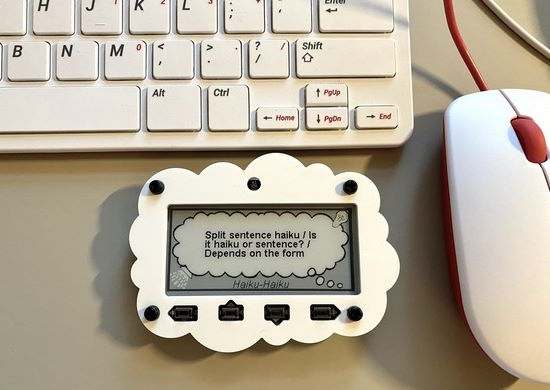 H J K L ; : Enter
B N M 0 < , > . ? / Shift
Alt Ctrl ↑ PgUp
← Home ↓ PgDn → End
Split sentence haiku / Is
it haiku or sentence? /
Depends on the form
Haiku-Haiku